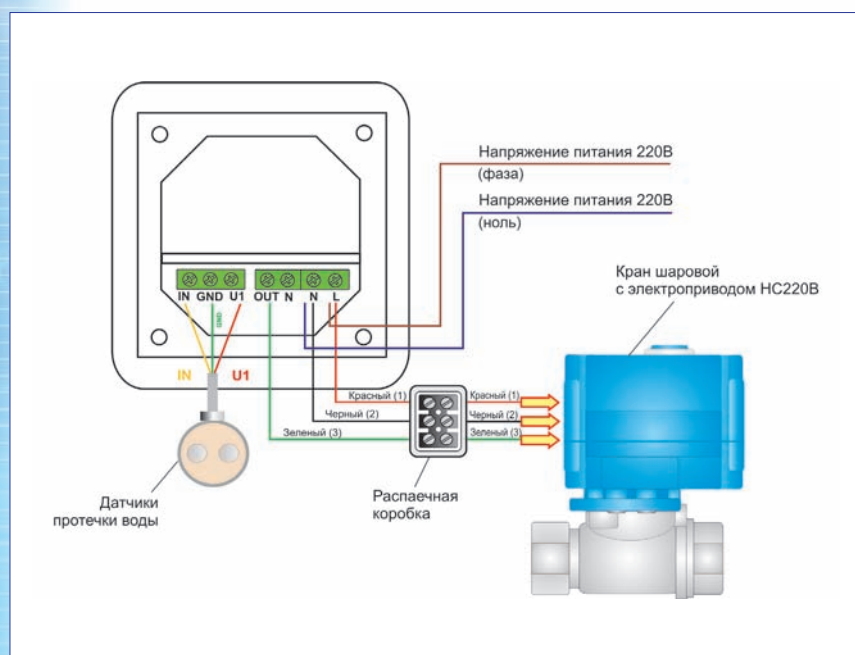 Напряжение питания 220В
(фаза)
Напряжение питания 220В
(ноль)
Кран шаровой
с электроприводом НС220В
IN GND U1 OUT N N L
GND
IN U1
Красный (1) Красный (1)
Черный (2) Черный (2)
Зеленый (3) Зеленый (3)
Датчики
протечки воды
Распаечная
коробка